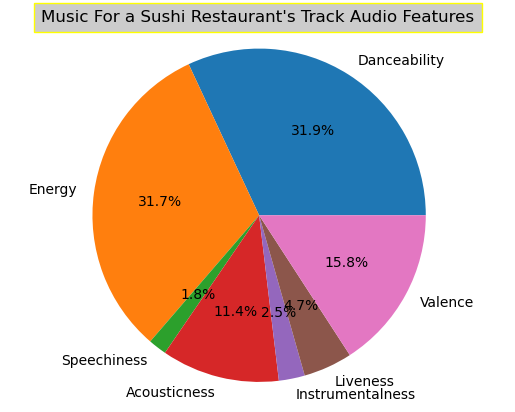 Music For a Sushi Restaurant's Track Audio Features
Danceability
31.9%
Energy
31.7%
1.8%
Speechiness
11.4%
Acousticness
2.5%
Instrumentalness
4.7%
Liveness
15.8%
Valence